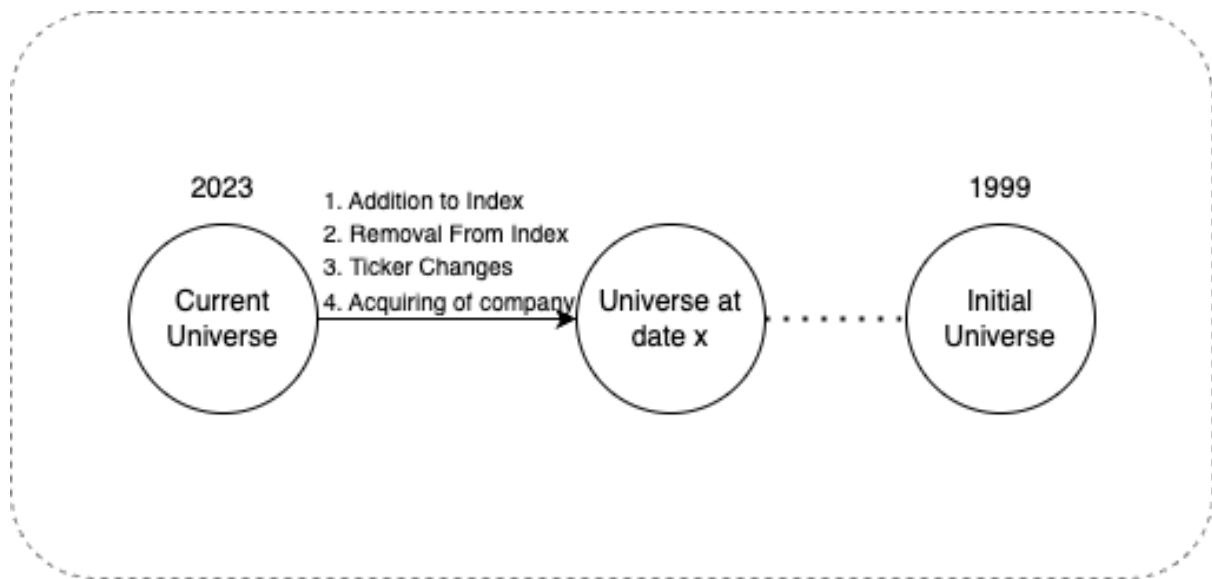 2023
1999
1. Addition to Index
2. Removal From Index
3. Ticker Changes
4. Acquiring of company
Current
Universe
Universe at
date x
Initial
Universe